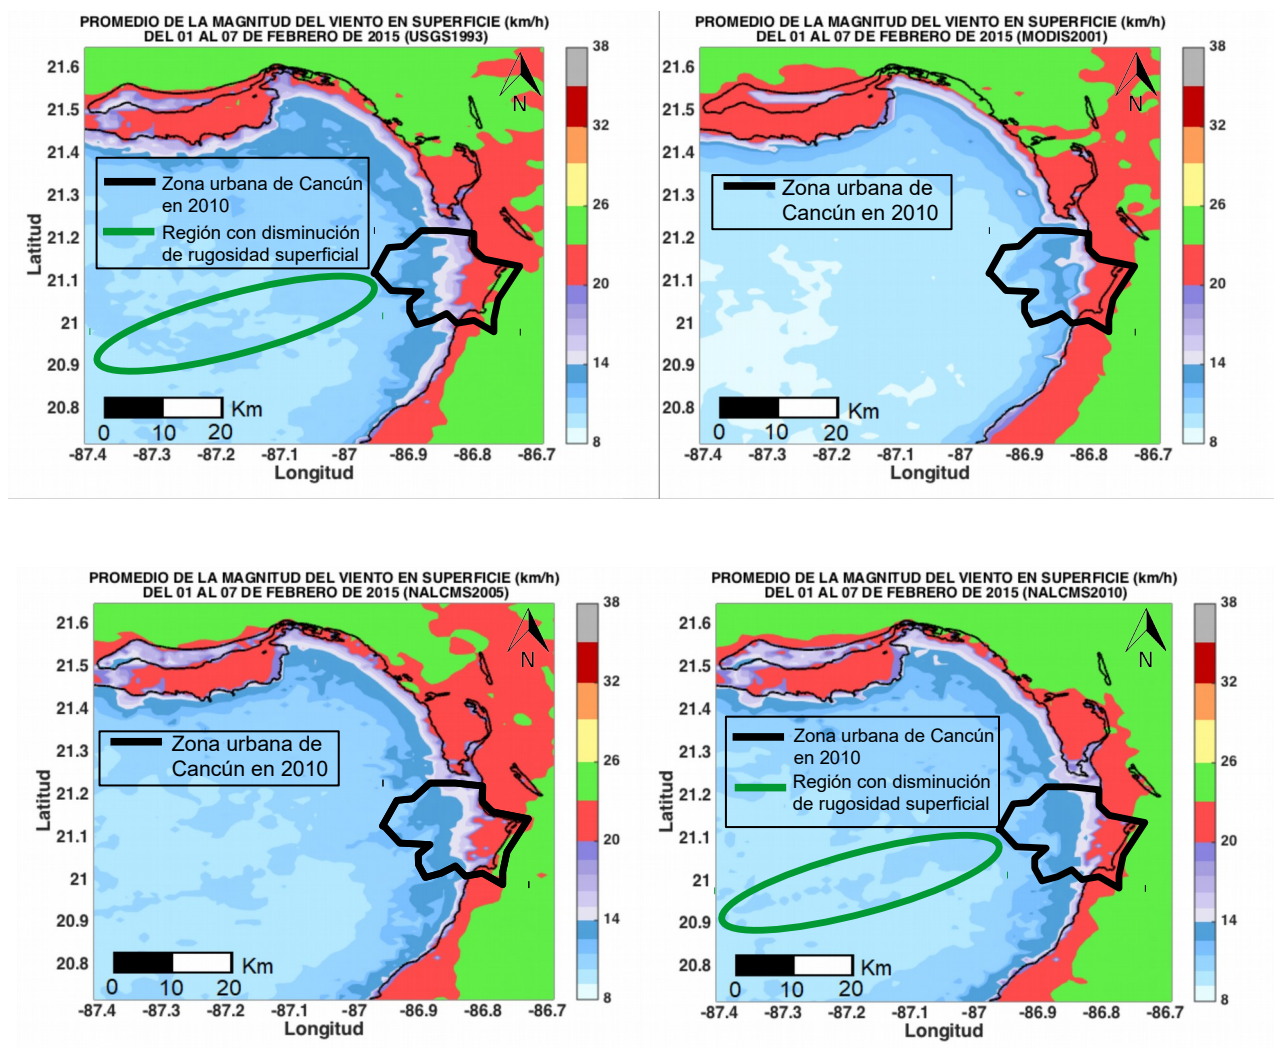 PROMEDIO DE LA MAGNITUD DEL VIENTO EN SUPERFICIE (km/h)
DEL 01 AL 07 DE FEBRERO DE 2015 (USGS1993)
21.6
21.5
21.4
21.3
21.2
21.1
21
20.9
20.8
Latitud
-87.4
-87.3
-87.2
-87.1
-87
-86.9
-86.8
-86.7
Longitud
N
Zona urbana de Cancún
en 2010
Región con disminución
de rugosidad superficial
Km
0
10
20
38
32
26
20
14
8
PROMEDIO DE LA MAGNITUD DEL VIENTO EN SUPERFICIE (km/h)
DEL 01 AL 07 DE FEBRERO DE 2015 (MODIS2001)
21.6
21.5
21.4
21.3
21.2
21.1
21
20.9
20.8
-87.4
-87.3
-87.2
-87.1
-87
-86.9
-86.8
-86.7
Longitud
N
Zona urbana de
Cancún en 2010
Km
0
10
20
38
32
26
20
14
8
PROMEDIO DE LA MAGNITUD DEL VIENTO EN SUPERFICIE (km/h)
DEL 01 AL 07 DE FEBRERO DE 2015 (NALCMS2005)
21.6
21.5
21.4
21.3
21.2
21.1
21
20.9
20.8
Latitud
-87.4
-87.3
-87.2
-87.1
-87
-86.9
-86.8
-86.7
Longitud
N
Zona urbana de
Cancún en 2010
Km
0
10
20
38
32
26
20
14
8
PROMEDIO DE LA MAGNITUD DEL VIENTO EN SUPERFICIE (km/h)
DEL 01 AL 07 DE FEBRERO DE 2015 (NALCMS2010)
21.6
21.5
21.4
21.3
21.2
21.1
21
20.9
20.8
Latitud
-87.4
-87.3
-87.2
-87.1
-87
-86.9
-86.8
-86.7
Longitud
N
Zona urbana de Cancún
en 2010
Región con disminución
de rugosidad superficial
Km
0
10
20
38
32
26
20
14
8